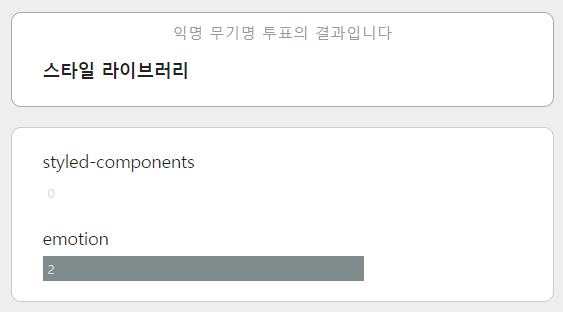 익명 무기명 투표의 결과입니다
스타일 라이브러리
styled-components
0
emotion
2